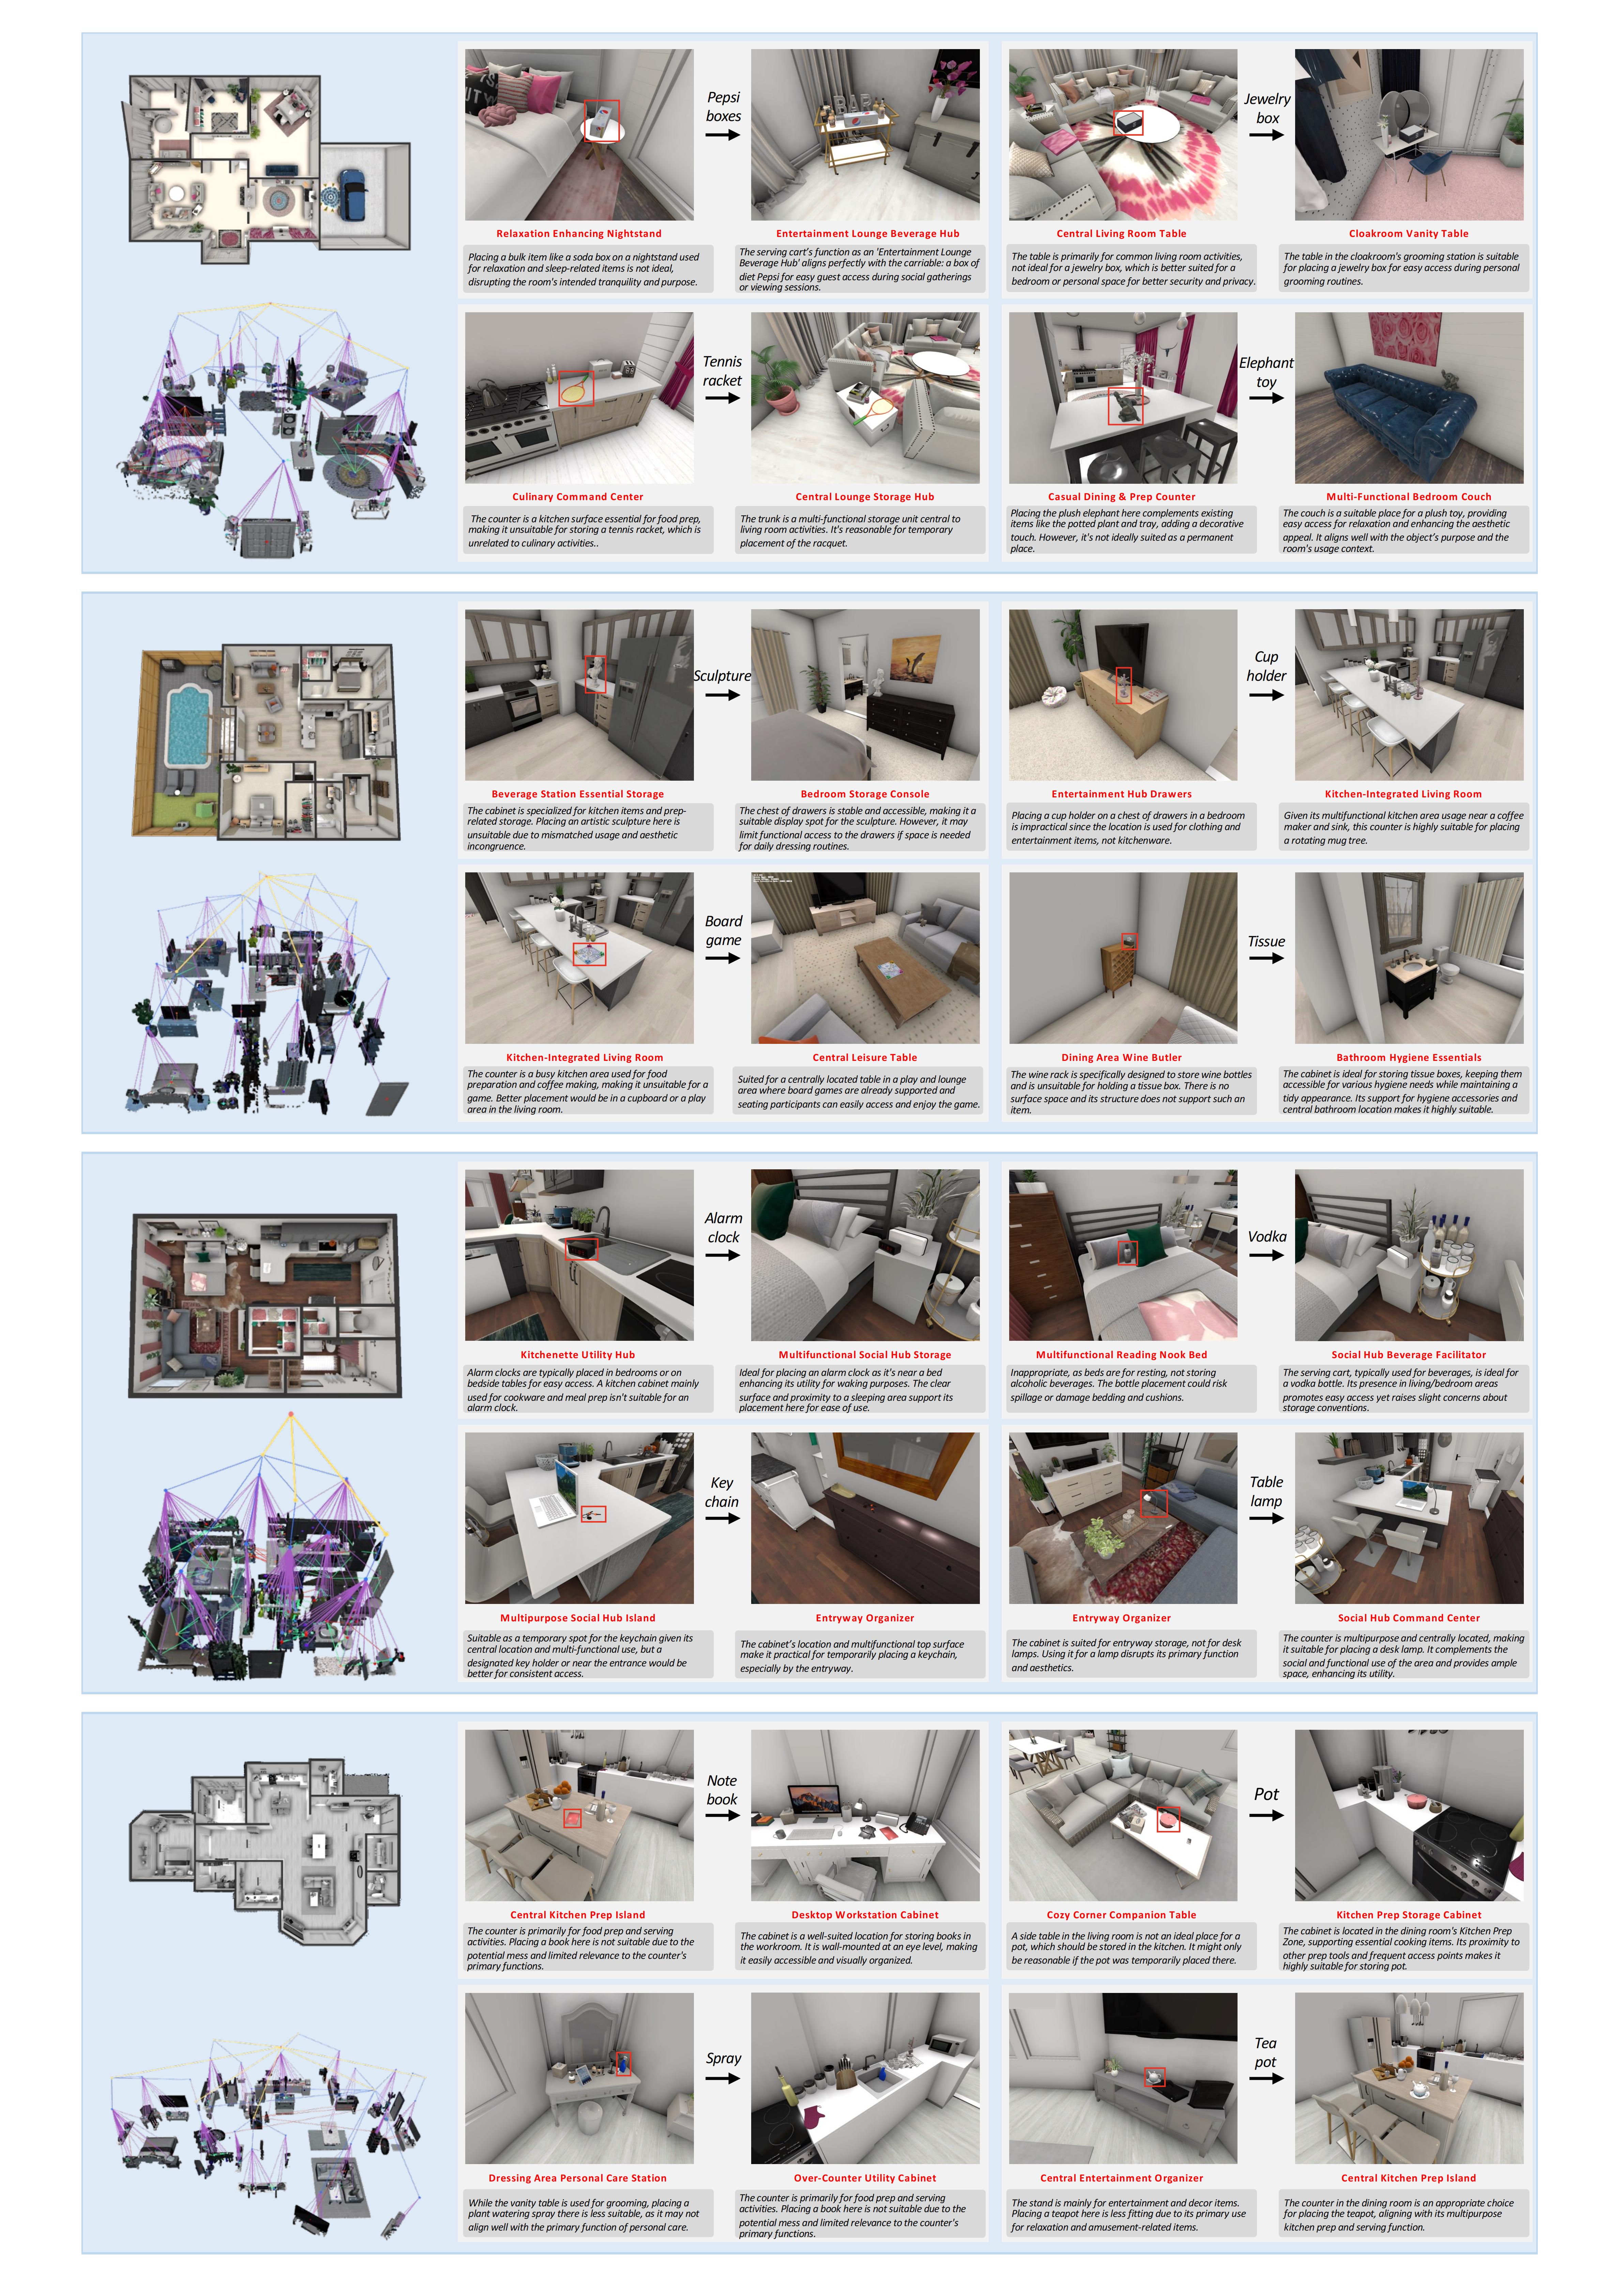 Pepsi
boxes
Relaxation Enhancing Nightstand
Placing a bulk item like a soda box on a nightstand used
for relaxation and sleep-related items is not ideal,
disrupting the room's intended tranquility and purpose.
BAR
Entertainment Lounge Beverage Hub
The serving cart's function as an 'Entertainment Lounge
Beverage Hub' aligns perfectly with the carriable: a box of
diet Pepsi for easy guest access during social gatherings
or viewing sessions.
Jewelry
box
Central Living Room Table
The table is primarily for common living room activities,
not ideal for a jewelry box, which is better suited for a
bedroom or personal space for better security and privacy.
Cloakroom Vanity Table
The table in the cloakroom's grooming station is suitable
for placing a jewelry box for easy access during personal
grooming routines.
Tennis
racket
Culinary Command Center
The counter is a kitchen surface essential for food prep,
making it unsuitable for storing a tennis racket, which is
unrelated to culinary activities..
Central Lounge Storage Hub
The trunk is a multi-functional storage unit central to
living room activities. It's reasonable for temporary
placement of the racquet.
Elephant
toy
Casual Dining & Prep Counter
Placing the plush elephant here complements existing
items like the potted plant and tray, adding a decorative
touch. However, it's not ideally suited as a permanent
place.
Multi-Functional Bedroom Couch
The couch is a suitable place for a plush toy, providing
easy access for relaxation and enhancing the aesthetic
appeal. It aligns well with the object's purpose and the
room's usage context.
Sculpture
Beverage Station Essential Storage
The cabinet is specialized for kitchen items and prep-
related storage. Placing an artistic sculpture here is
unsuitable due to mismatched usage and aesthetic
incongruence.
Bedroom Storage Console
The chest of drawers is stable and accessible, making it a
suitable display spot for the sculpture. However, it may
limit functional access to the drawers if space is needed
for daily dressing routines.
Cup
holder
Entertainment Hub Drawers
Placing a cup holder on a chest of drawers in a bedroom
is impractical since the location is used for clothing and
entertainment items, not kitchenware.
Kitchen-Integrated Living Room
Given its multifunctional kitchen area usage near a coffee
maker and sink, this counter is highly suitable for placing
a rotating mug tree.
Board
game
Kitchen-Integrated Living Room
The counter is a busy kitchen area used for food
preparation and coffee making, making it unsuitable for a
game. Better placement would be in a cupboard or a play
area in the living room.
Central Leisure Table
Suited for a centrally located table in a play and lounge
area where board games are already supported and
seating participants can easily access and enjoy the game.
Tissue
Dining Area Wine Butler
The wine rack is specifically designed to store wine bottles
and is unsuitable for holding a tissue box. There is no
surface space and its structure does not support such an
item.
Bathroom Hygiene Essentials
The cabinet is ideal for storing tissue boxes, keeping them
accessible for various hygiene needs while maintaining a
tidy appearance. Its support for hygiene accessories and
central bathroom location makes it highly suitable.
Alarm
clock
Kitchenette Utility Hub
Alarm clocks are typically placed in bedrooms or on
bedside tables for easy access. A kitchen cabinet mainly
used for cookware and meal prep isn't suitable for an
alarm clock.
Multifunctional Social Hub Storage
Ideal for placing an alarm clock as it's near a bed
enhancing its utility for waking purposes. The clear
surface and proximity to a sleeping area support its
placement here for ease of use.
Vodka
Multifunctional Reading Nook Bed
Inappropriate, as beds are for resting, not storing
alcoholic beverages. The bottle placement could risk
spillage or damage bedding and cushions.
Social Hub Beverage Facilitator
The serving cart, typically used for beverages, is ideal for
a vodka bottle. Its presence in living/bedroom areas
promotes easy access yet raises slight concerns about
storage conventions.
Key
chain
Multipurpose Social Hub Island
Suitable as a temporary spot for the keychain given its
central location and multi-functional use, but a
designated key holder or near the entrance would be
better for consistent access.
Entryway Organizer
The cabinet's location and multifunctional top surface
make it practical for temporarily placing a keychain,
especially by the entryway.
Table
lamp
Entryway Organizer
The cabinet is suited for entryway storage, not for desk
lamps. Using it for a lamp disrupts its primary function
and aesthetics.
Social Hub Command Center
The counter is multipurpose and centrally located, making
it suitable for placing a desk lamp. It complements the
social and functional use of the area and provides ample
space, enhancing its utility.
Note
book
Central Kitchen Prep Island
The counter is primarily for food prep and serving
activities. Placing a book here is not suitable due to the
potential mess and limited relevance to the counter's
primary functions.
Desktop Workstation Cabinet
The cabinet is a well-suited location for storing books in
the workroom. It is wall-mounted at an eye level, making
it easily accessible and visually organized.
Pot
Cozy Corner Companion Table
A side table in the living room is not an ideal place for a
pot, which should be stored in the kitchen. It might only
be reasonable if the pot was temporarily placed there.
Kitchen Prep Storage Cabinet
The cabinet is located in the dining room's Kitchen Prep
Zone, supporting essential cooking items. Its proximity to
other prep tools and frequent access points makes it
highly suitable for storing pot.
Spray
Dressing Area Personal Care Station
While the vanity table is used for grooming, placing a
plant watering spray there is less suitable, as it may not
align well with the primary function of personal care.
Over-Counter Utility Cabinet
The counter is primarily for food prep and serving
activities. Placing a book here is not suitable due to the
potential mess and limited relevance to the counter's
primary functions.
Tea
pot
Central Entertainment Organizer
The stand is mainly for entertainment and decor items.
Placing a teapot here is less fitting due to its primary use
for relaxation and amusement-related items.
Central Kitchen Prep Island
The counter in the dining room is an appropriate choice
for placing the teapot, aligning with its multipurpose
kitchen prep and serving function.